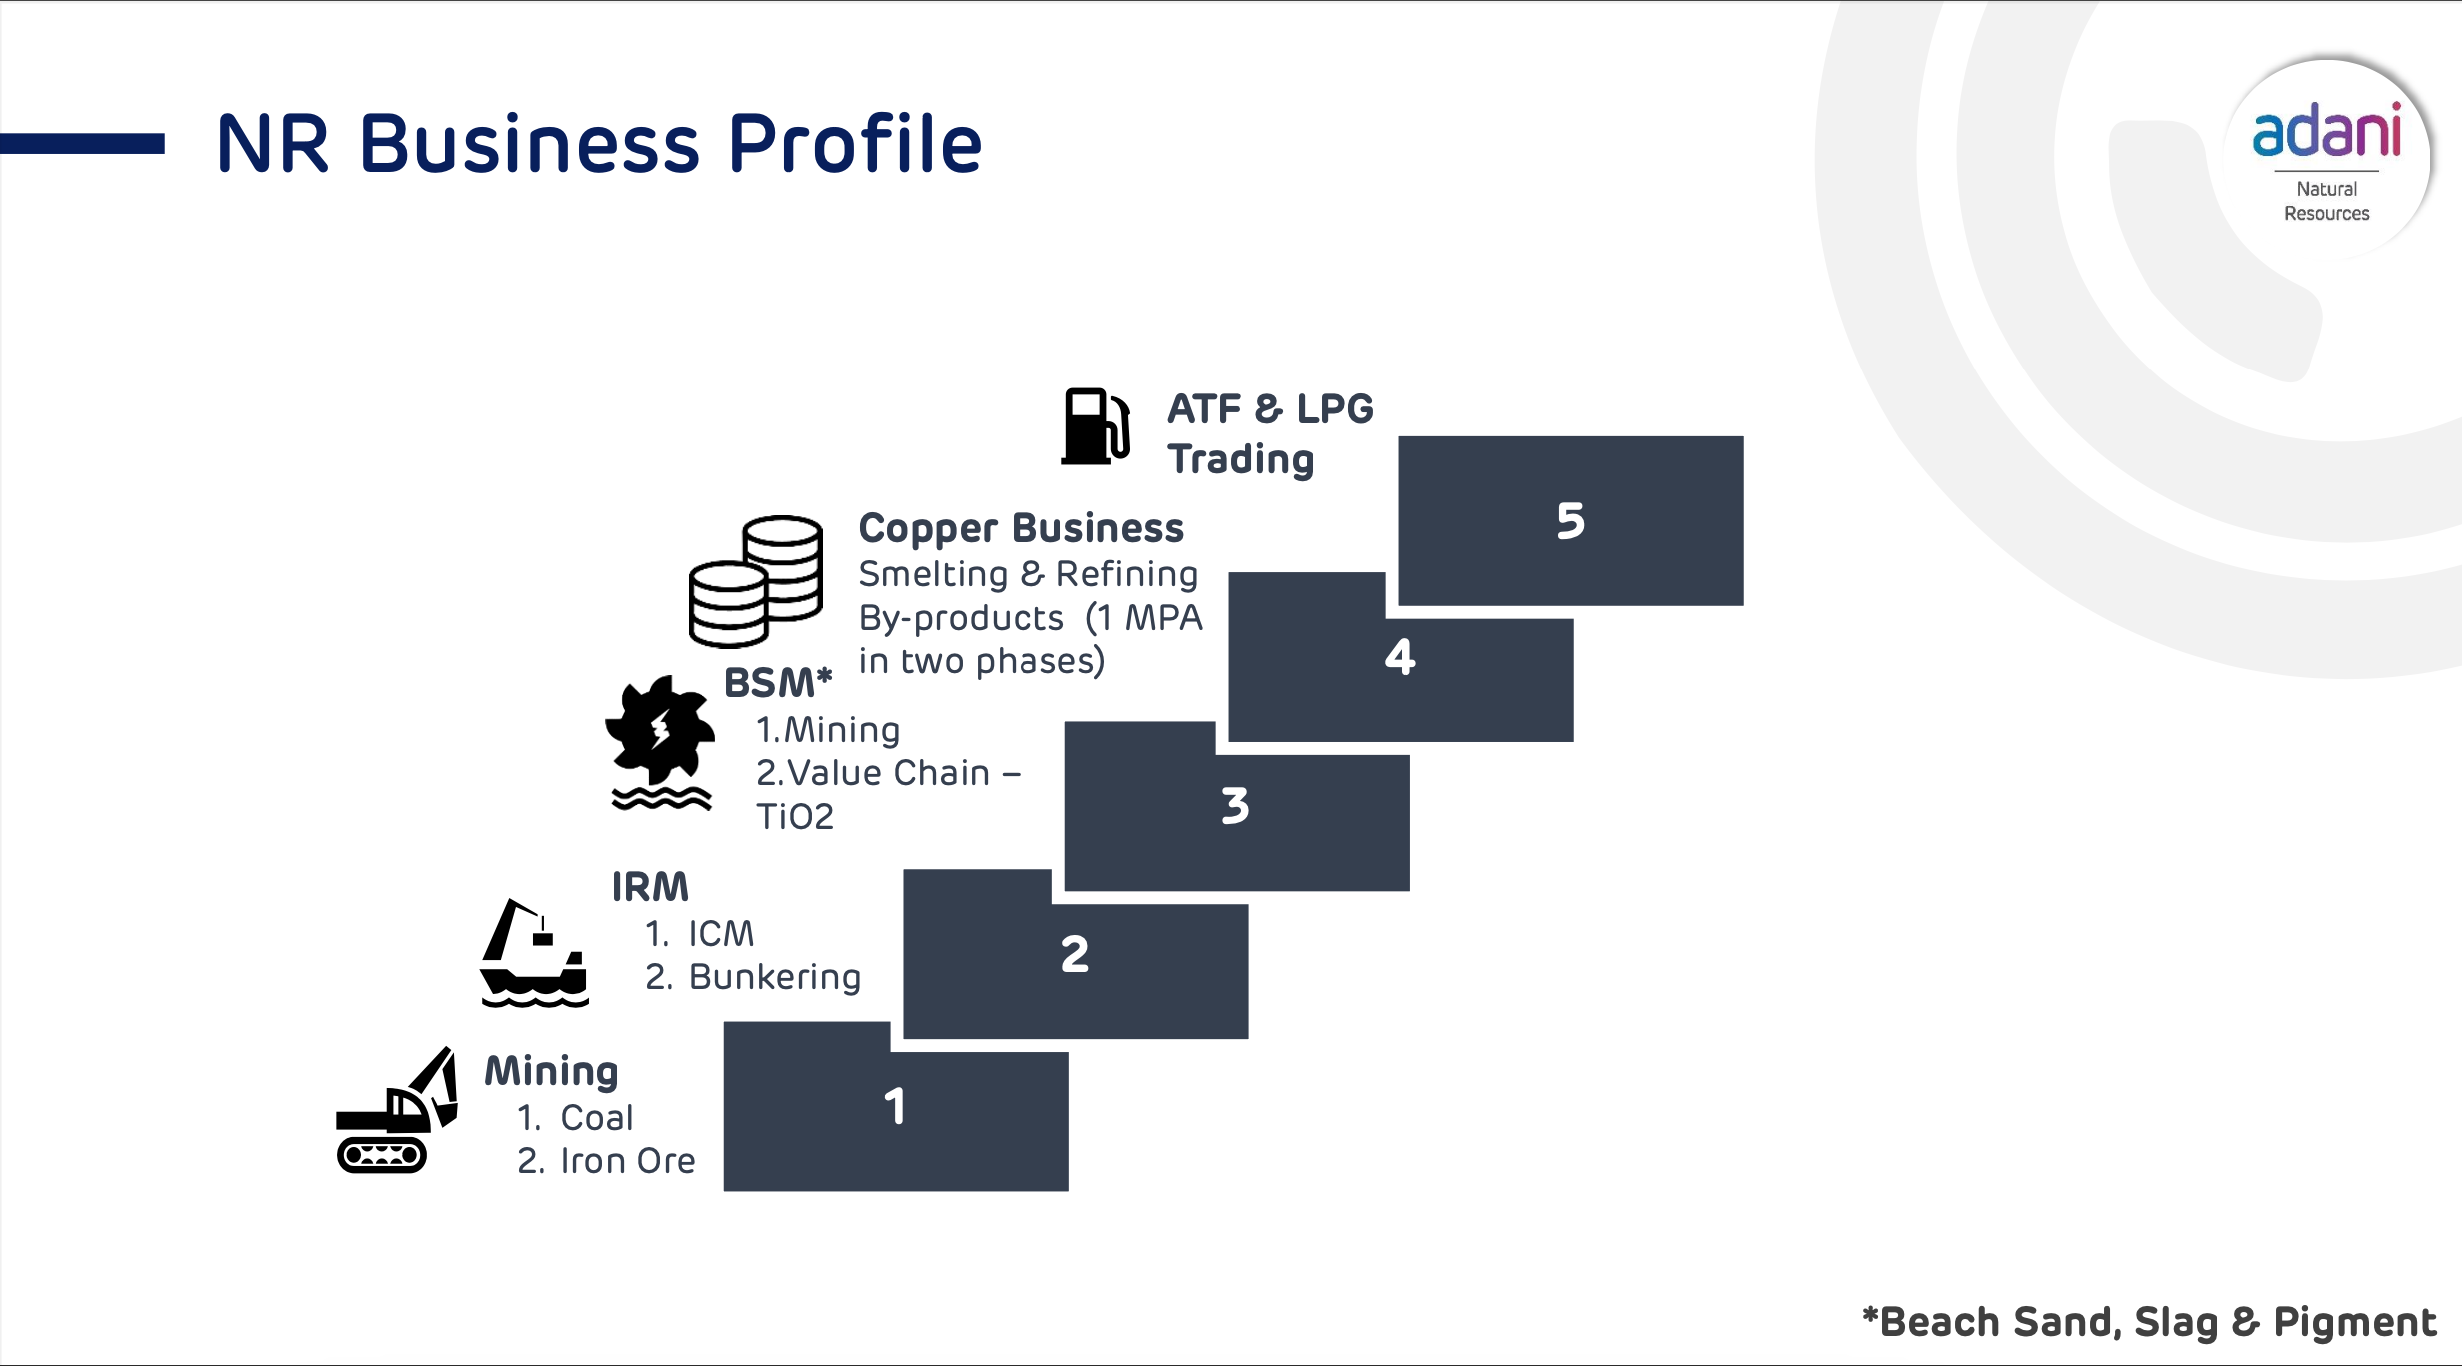 NR Business Profile
adani
Natural
Resources
ATF & LPG
Trading
5
Copper Business
Smelting & Refining
By-products (1 MPA
in two phases)
4
BSM*
1.Mining
2.Value Chain –
TiO2
3
IRM
1. ICM
2. Bunkering
2
Mining
1. Coal
2. Iron Ore
1
*Beach Sand, Slag & Pigment